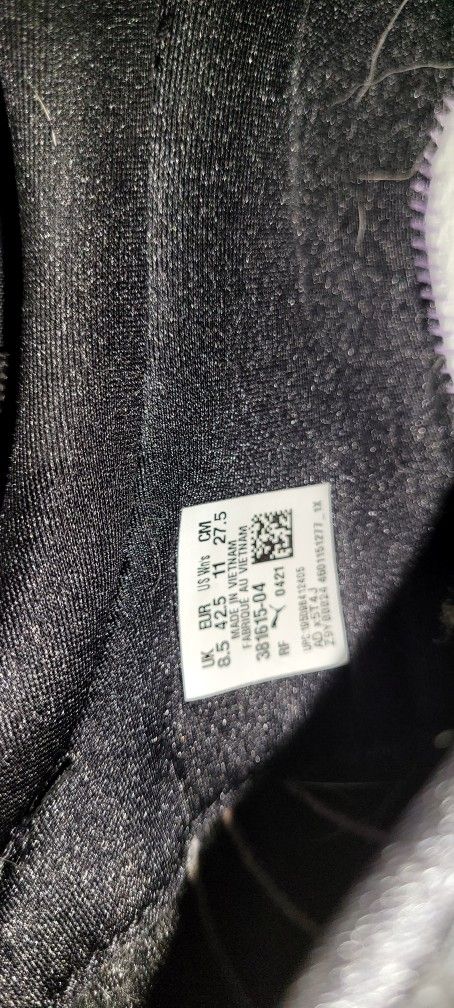 UK EUR US Wn's CM
8.5 42.5 11 27.5
MADE IN VIETNAM
FABRIQUÉ AU VIETNAM
381615-04
RF 0421